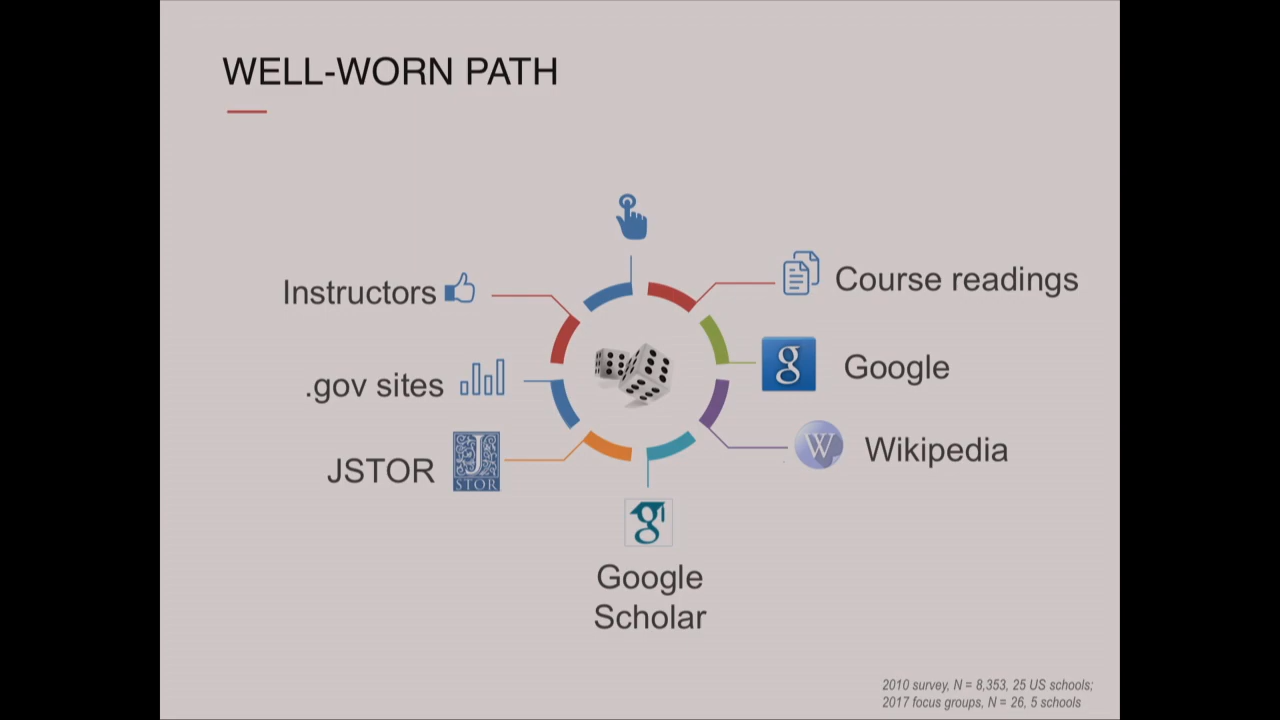 WELL-WORN PATH
Instructors
Course readings
.gov sites
Google
g
JSTOR
J
STOR
W
Wikipedia
g
Google
Scholar
2010 survey, N = 8,353, 25 US schools;
2017 focus groups, N = 26, 5 schools